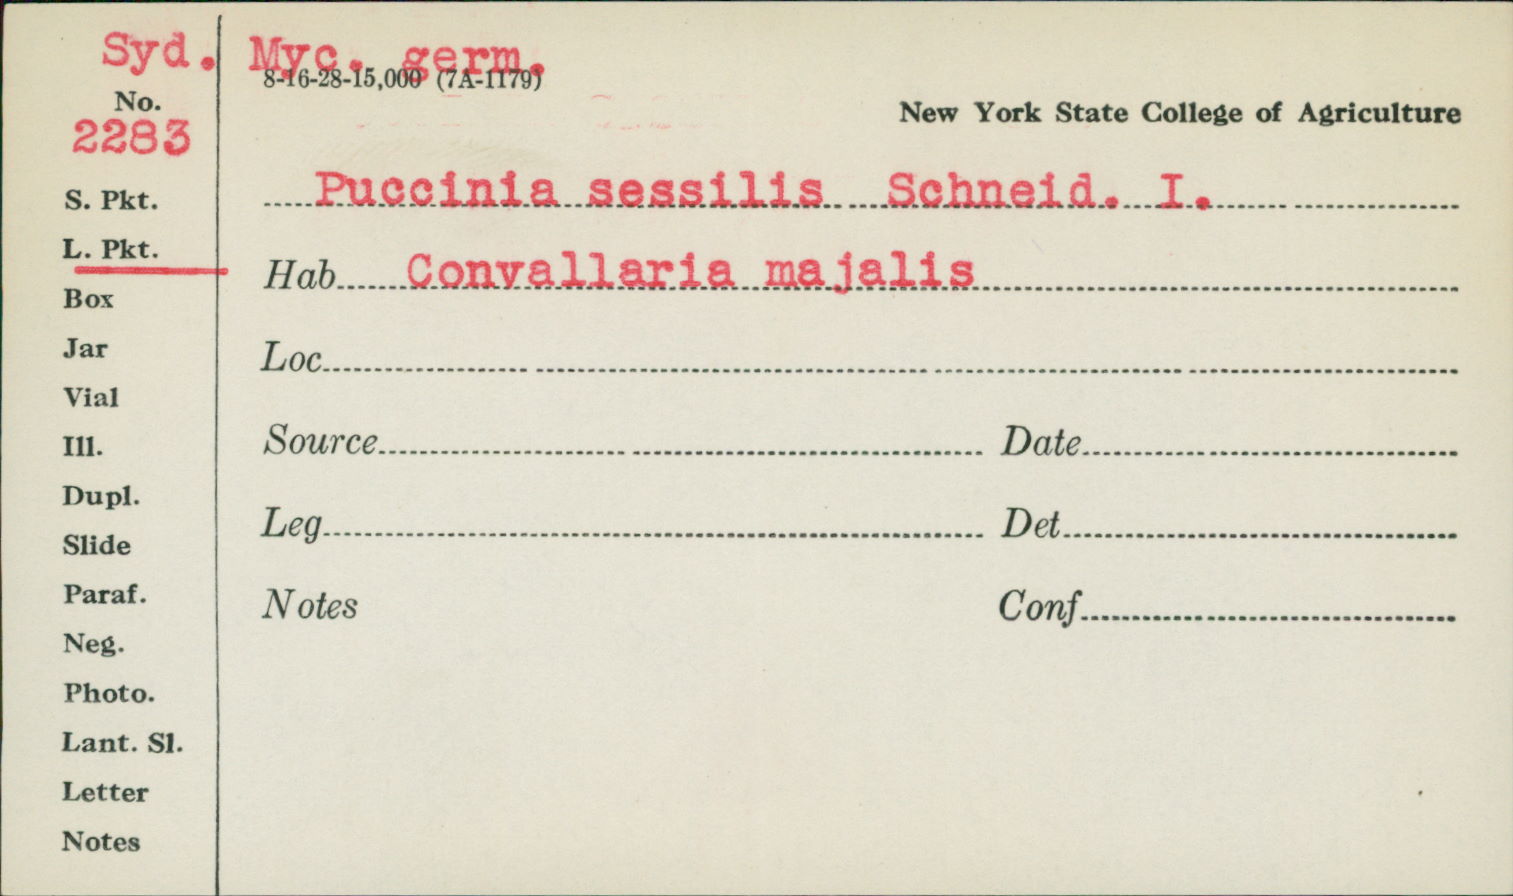 Syd. Myc. germ.
8-16-28-15,000 (7A-1179)
No.
New York State College of Agriculture
2283
Puccinia sessilis Schneid. I.
S. Pkt.
L. Pkt.
Hab Convallaria majalis
Box
Jar
Loc
Vial
Ill.
Source Date
Dupl.
Leg Det
Slide
Paraf.
Notes Conf
Neg.
Photo.
Lant. Sl.
Letter
Notes